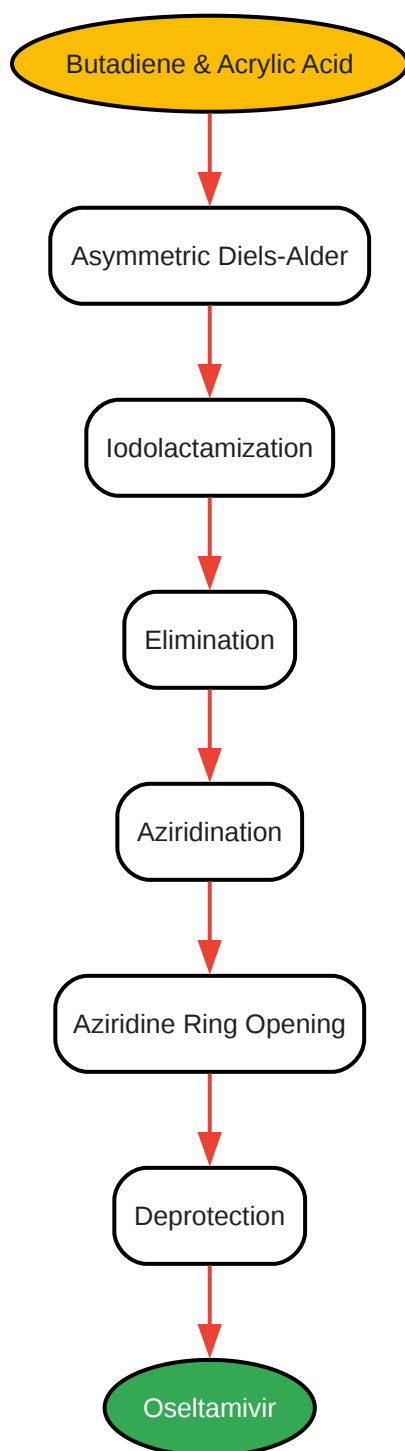 Butadiene & Acrylic Acid
Asymmetric Diels-Alder
Iodolactamization
Elimination
Aziridination
Aziridine Ring Opening
Deprotection
Oseltamivir